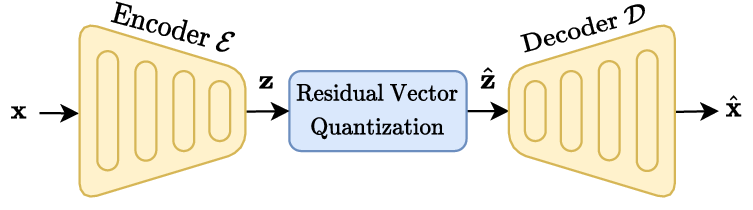 Encoder ℰ
Decoder 𝒟
x
z
Residual Vector
Quantization
ẑ
x̂